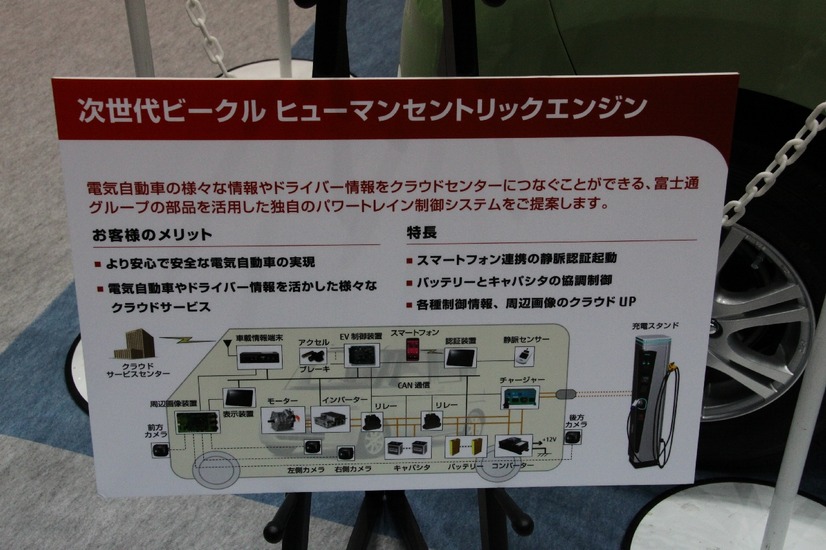 次世代ビークル ヒューマンセントリックエンジン
電気自動車の様々な情報やドライバー情報をクラウドセンターにつなぐことができる、富士通
グループの部品を活用した独自のパワートレイン制御システムをご提案します。
お客様のメリット
■ より安心で安全な電気自動車の実現
■ 電気自動車やドライバー情報を活かした様々な
クラウドサービス
特長
■ スマートフォン連携の静脈認証起動
■ バッテリーとキャパシタの協調制御
■ 各種制御情報、周辺画像のクラウド UP
クラウド
サービスセンター
車載情報端末
アクセル
ブレーキ
EV 制御装置
スマートフォン
認証装置
静脈センサー
充電スタンド
CAN 通信
周辺画像装置
表示装置
モーター
インバーター
リレー
リレー
チャージャー
前方
カメラ
後方
カメラ
左側カメラ
右側カメラ
キャパシタ
バッテリー
コンバーター
+12V